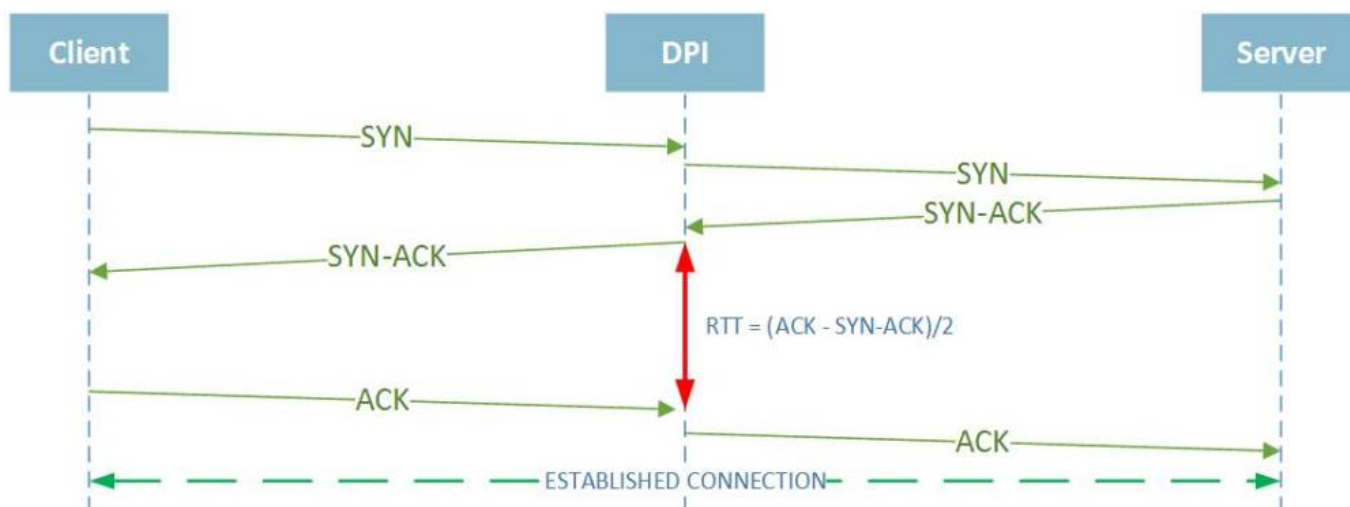 Client DPI Server
SYN
SYN
SYN-ACK
SYN-ACK
RTT = (ACK - SYN-ACK)/2
ACK
ACK
ESTABLISHED CONNECTION